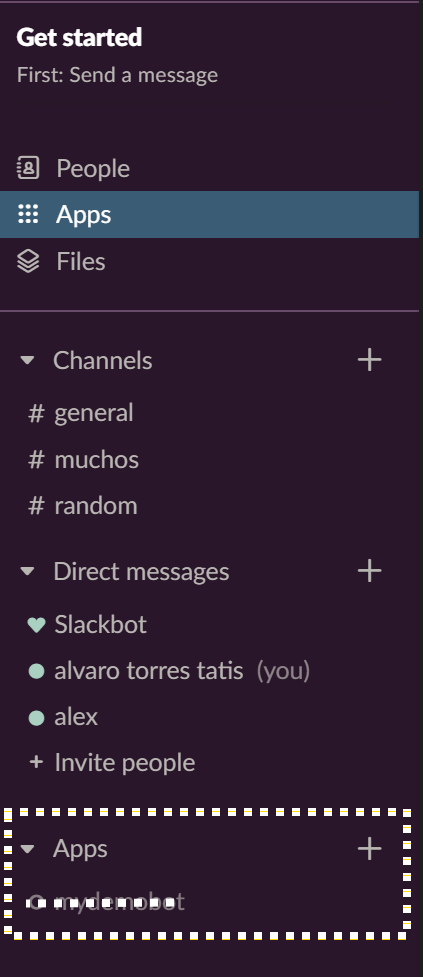 Get started
First: Send a message
People
Apps
Files
Channels
# general
# muchos
# random
Direct messages
Slackbot
alvaro torres tatis (you)
alex
+ Invite people
Apps
mydemobot